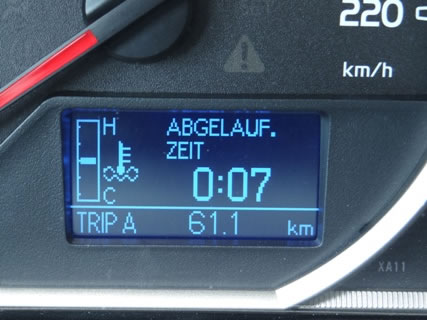 220
km/h
H
ABGELAUF.
ZEIT
0:07
C
TRIP A 61.1 km
XA11